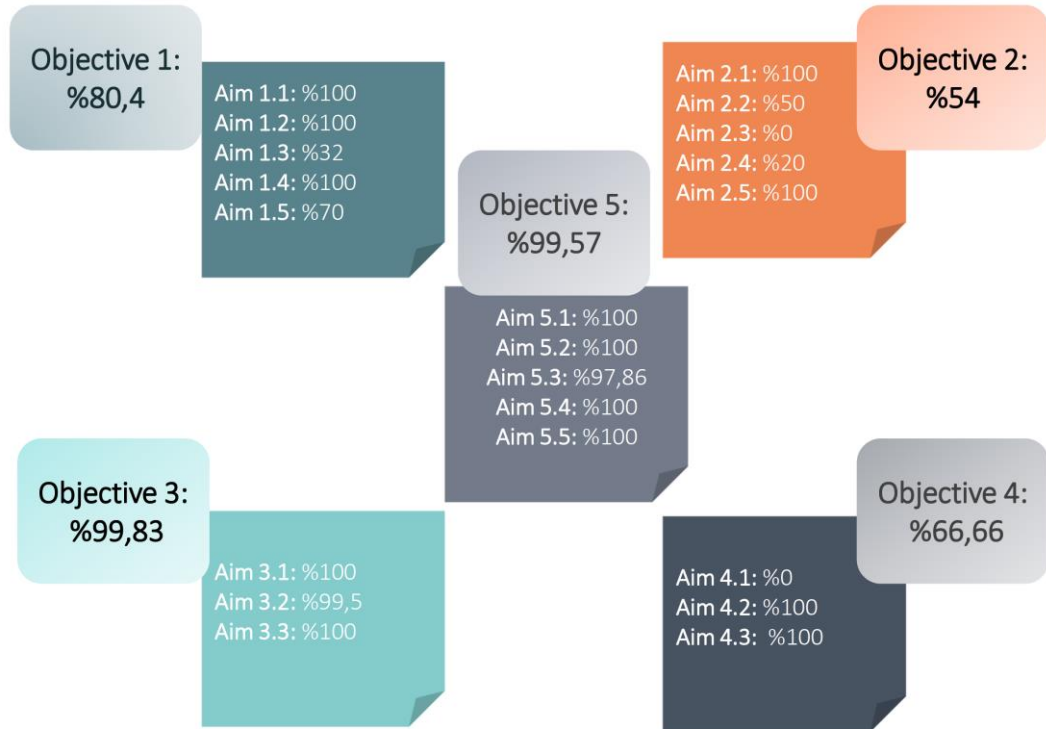 Objective 1:
%80,4
Aim 1.1: %100
Aim 1.2: %100
Aim 1.3: %32
Aim 1.4: %100
Aim 1.5: %70
Objective 2:
%54
Aim 2.1: %100
Aim 2.2: %50
Aim 2.3: %0
Aim 2.4: %20
Aim 2.5: %100
Objective 5:
%99,57
Aim 5.1: %100
Aim 5.2: %100
Aim 5.3: %97,86
Aim 5.4: %100
Aim 5.5: %100
Objective 3:
%99,83
Aim 3.1: %100
Aim 3.2: %99,5
Aim 3.3: %100
Objective 4:
%66,66
Aim 4.1: %0
Aim 4.2: %100
Aim 4.3: %100